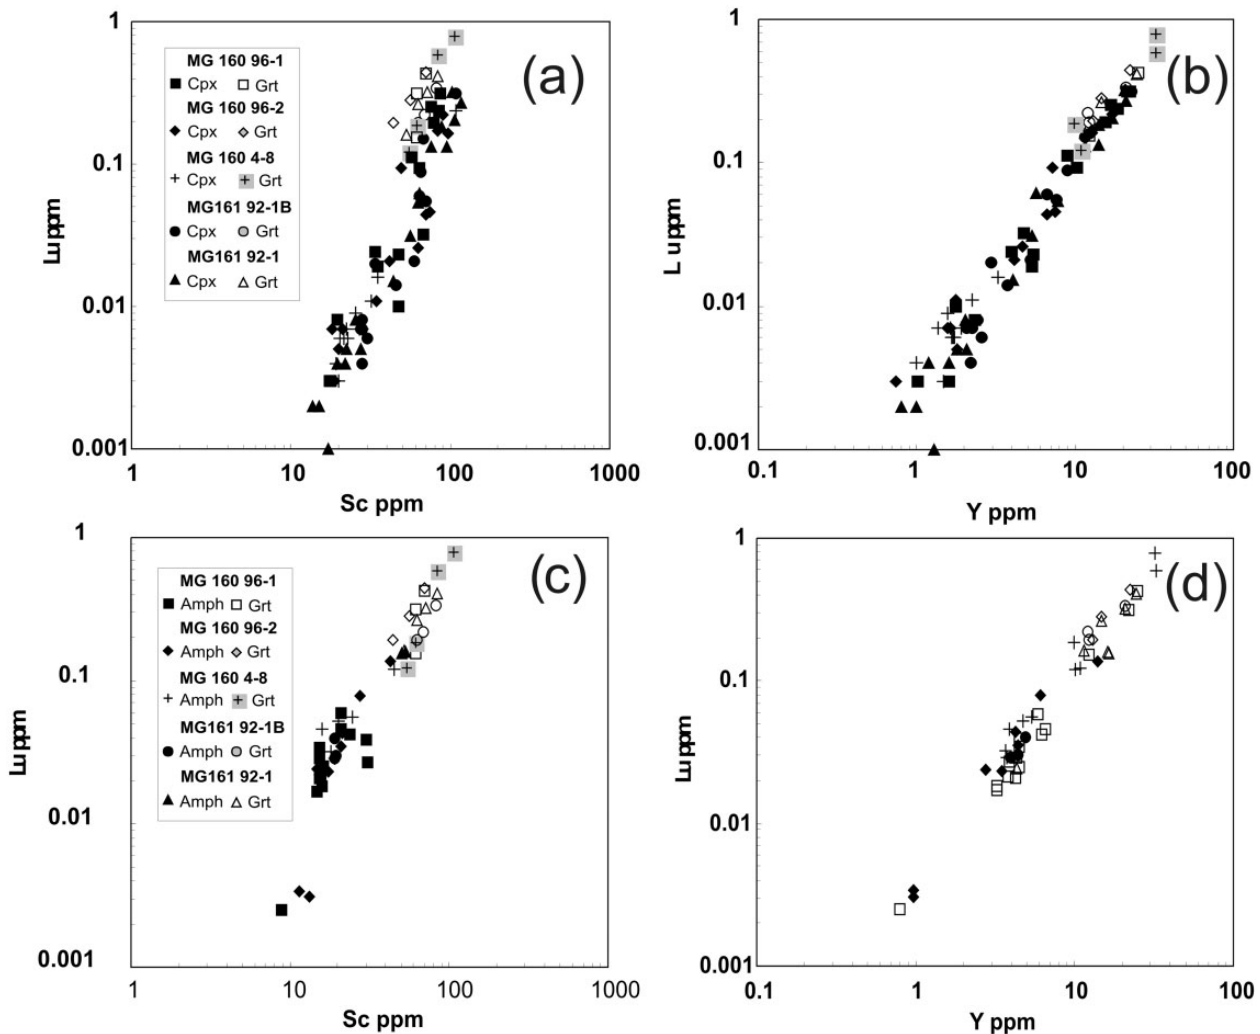 (a)
1
0.1
0.01
0.001
Lu ppm
MG 160 96-1
Cpx Grt
MG 160 96-2
Cpx Grt
MG 160 4-8
Cpx Grt
MG161 92-1B
Cpx Grt
MG161 92-1
Cpx Grt
1 10 100 1000
Sc ppm
(b)
1
0.1
0.01
0.001
L u ppm
0.1 1 10 100
Y ppm
(c)
1
0.1
0.01
0.001
Lu ppm
MG 160 96-1
Amph Grt
MG 160 96-2
Amph Grt
MG 160 4-8
Amph Grt
MG161 92-1B
Amph Grt
MG161 92-1
Amph Grt
1 10 100 1000
Sc ppm
(d)
1
0.1
0.01
0.001
Lu ppm
0.1 1 10 100
Y ppm